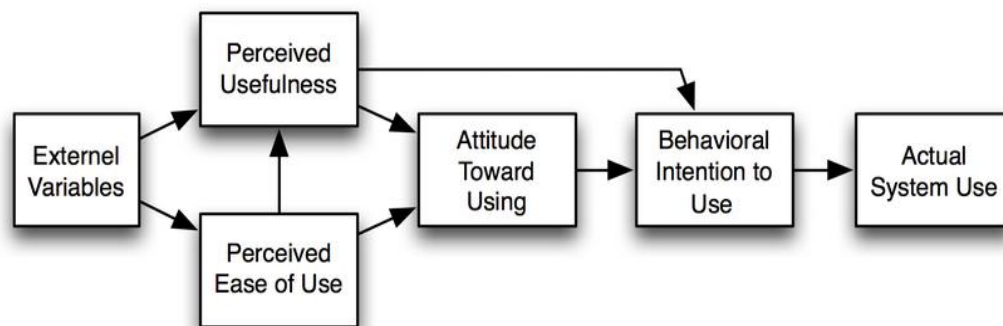 Perceived
Usefulness
Externel
Variables
Perceived
Ease of Use
Attitude
Toward
Using
Behavioral
Intention to
Use
Actual
System Use